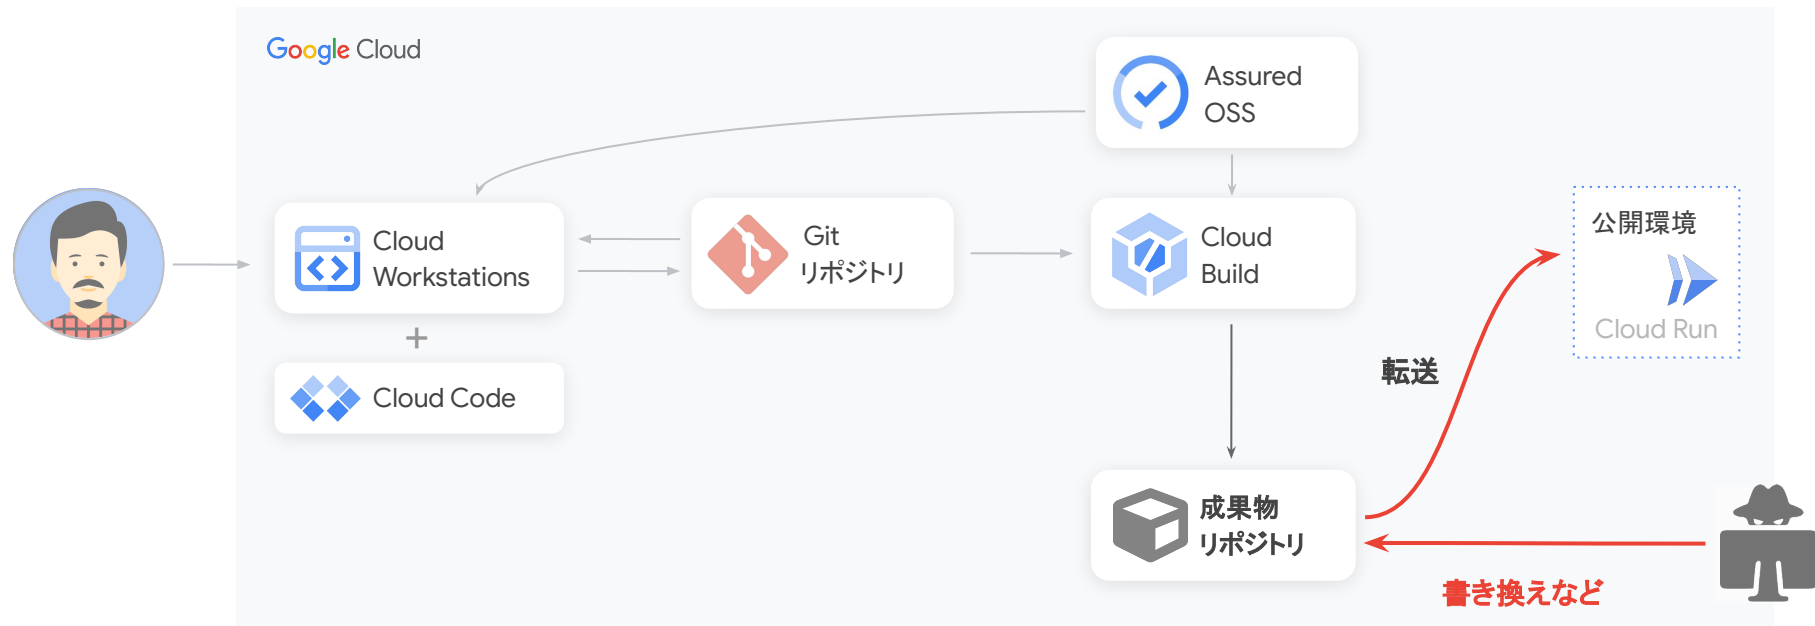 Google Cloud
Assured
OSS
Cloud
Workstations
+
Cloud Code
Git
リポジトリ
Cloud
Build
公開環境
Cloud Run
転送
成果物
リポジトリ
書き換えなど